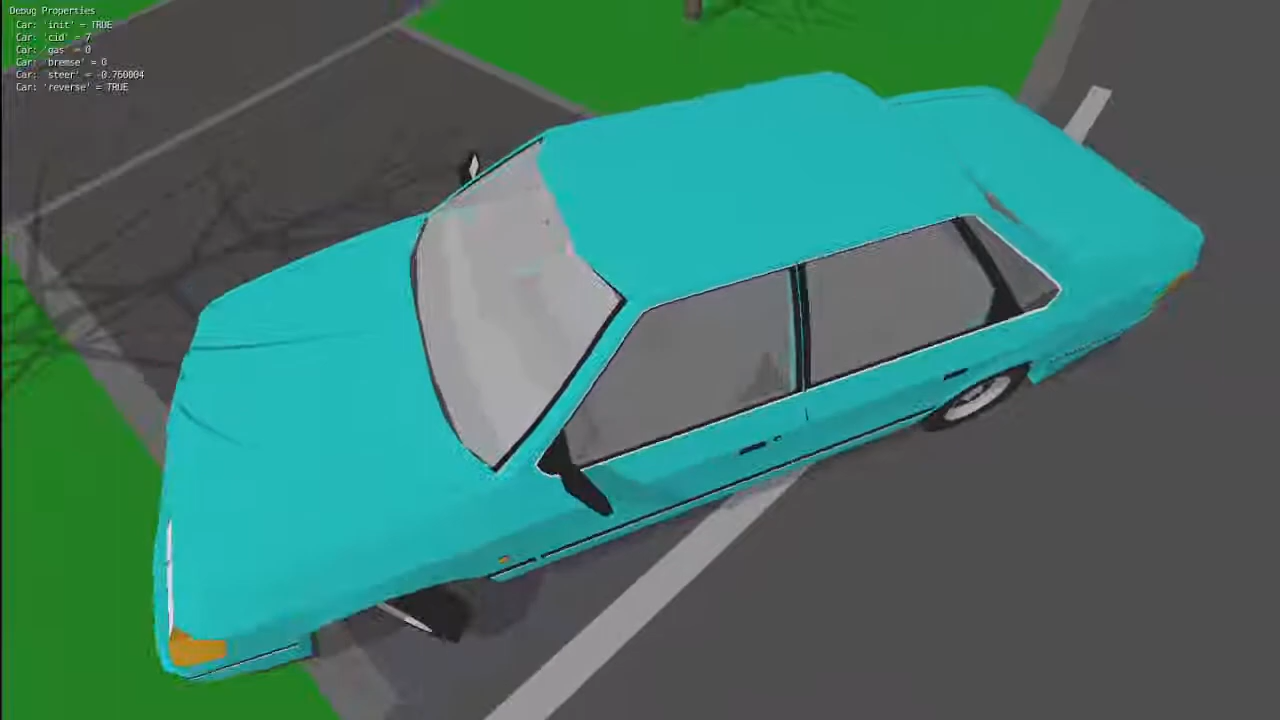 Debug Properties
Car: 'init' = TRUE
Car: 'cid' = 7
Car: 'gas' = 0
Car: 'bremse' = 0
Car: 'steer' = -0.760004
Car: 'reverse' = TRUE